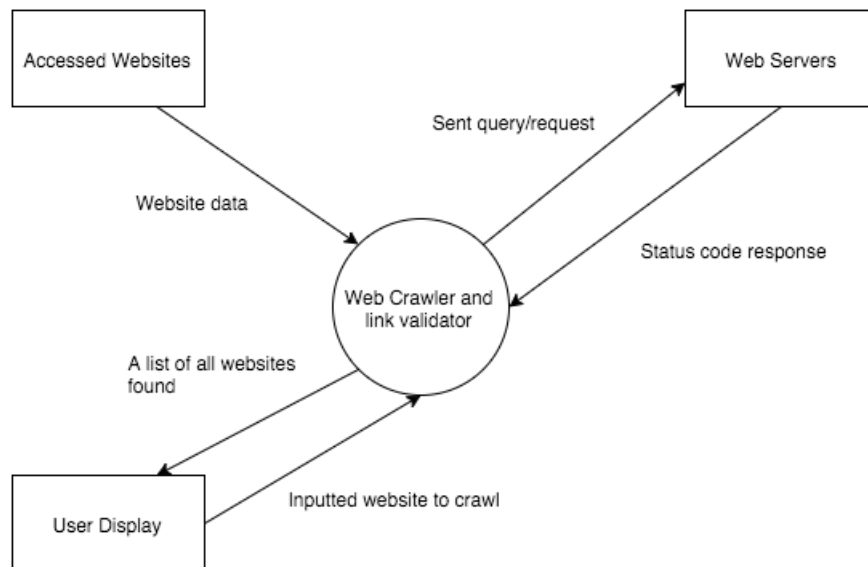 Accessed Websites
Web Servers
Sent query/request
Website data
Status code response
Web Crawler and
link validator
A list of all websites
found
Inputted website to crawl
User Display